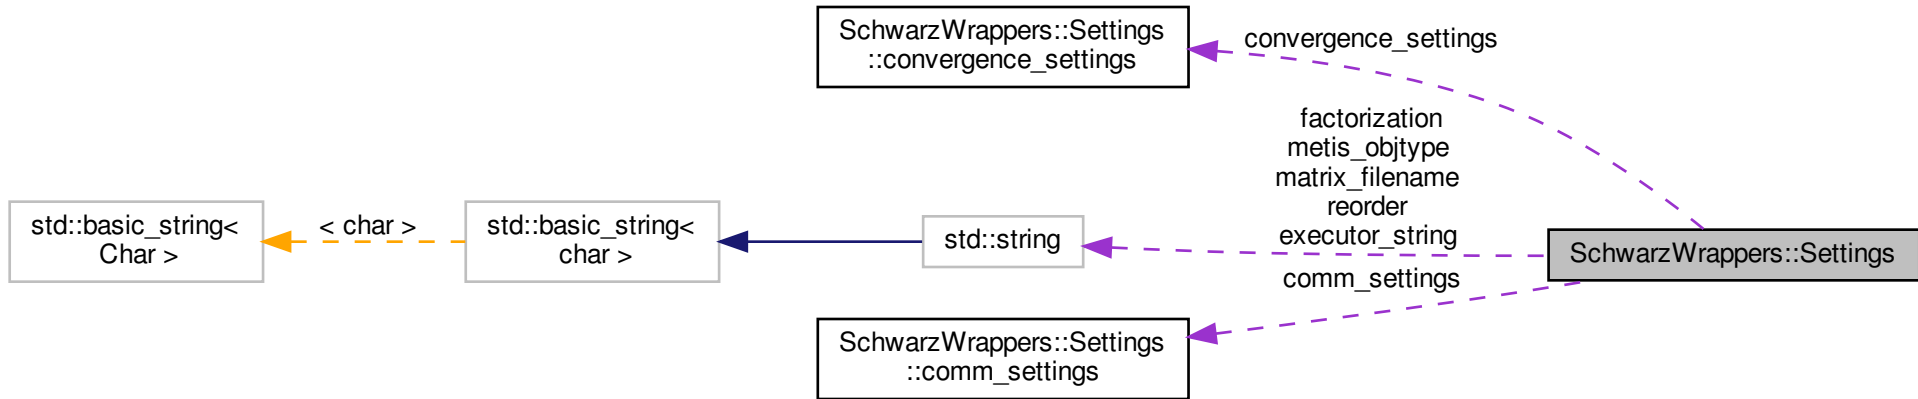 SchwarzWrappers::Settings
::convergence_settings
convergence_settings
factorization
metis_objtype
matrix_filename
reorder
executor_string
std::basic_string<
Char >
< char >
std::basic_string<
char >
std::string
SchwarzWrappers::Settings
comm_settings
SchwarzWrappers::Settings
::comm_settings